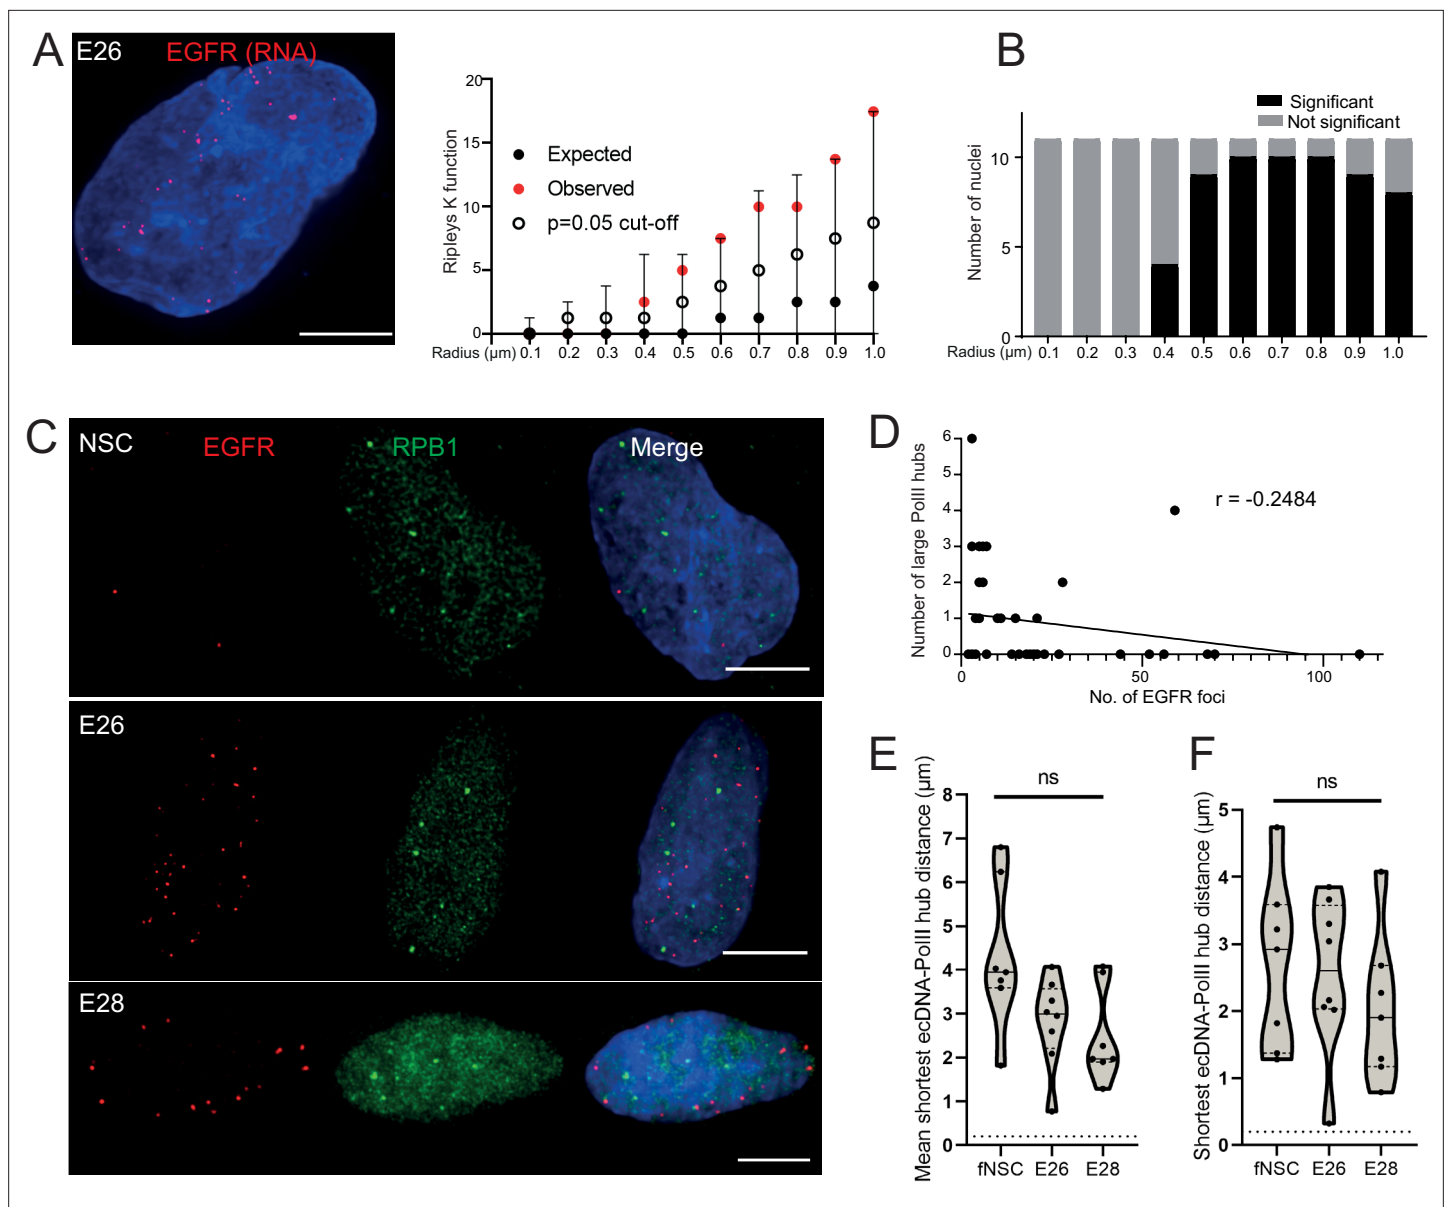 A
E26 EGFR (RNA)
Ripleys K function
20
15
10
5
0
Expected
Observed
p=0.05 cut-off
Radius (µm) 0.1 0.2 0.3 0.4 0.5 0.6 0.7 0.8 0.9 1.0
B
Significant
Not significant
Number of nuclei
10
5
0
Radius (µm) 0.1 0.2 0.3 0.4 0.5 0.6 0.7 0.8 0.9 1.0
C
NSC EGFR RPB1 Merge
E26
E28
D
Number of large PolII hubs
6
5
4
3
2
1
0
r = -0.2484
0 50 100
No. of EGFR foci
E
Mean shortest ecDNA-PolII hub distance (µm)
ns
8
7
6
5
4
3
2
1
0
fNSC E26 E28
F
Shortest ecDNA-PolII hub distance (µm)
ns
5
4
3
2
1
0
fNSC E26 E28